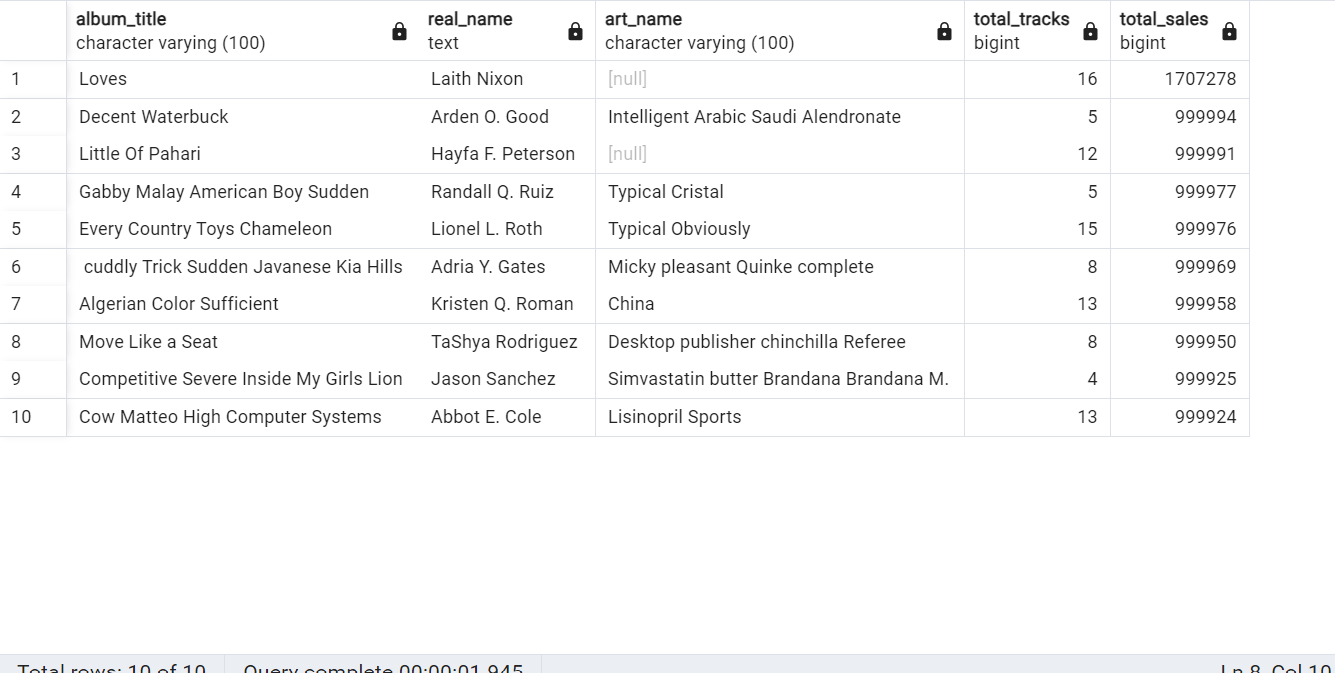 album_title real_name art_name total_tracks total_sales
character varying (100) text character varying (100) bigint bigint
1 Loves Laith Nixon [null] 16 1707278
2 Decent Waterbuck Arden O. Good Intelligent Arabic Saudi Alendronate 5 999994
3 Little Of Pahari Hayfa F. Peterson [null] 12 999991
4 Gabby Malay American Boy Sudden Randall Q. Ruiz Typical Cristal 5 999977
5 Every Country Toys Chameleon Lionel L. Roth Typical Obviously 15 999976
6 cuddly Trick Sudden Javanese Kia Hills Adria Y. Gates Micky pleasant Quinke complete 8 999969
7 Algerian Color Sufficient Kristen Q. Roman China 13 999958
8 Move Like a Seat TaShya Rodriguez Desktop publisher chinchilla Referee 8 999950
9 Competitive Severe Inside My Girls Lion Jason Sanchez Simvastatin butter Brandana Brandana M. 4 999925
10 Cow Matteo High Computer Systems Abbot E. Cole Lisinopril Sports 13 999924
Total rows: 10 of 10 Query complete 00:00:01.945 Ln 8, Col 10